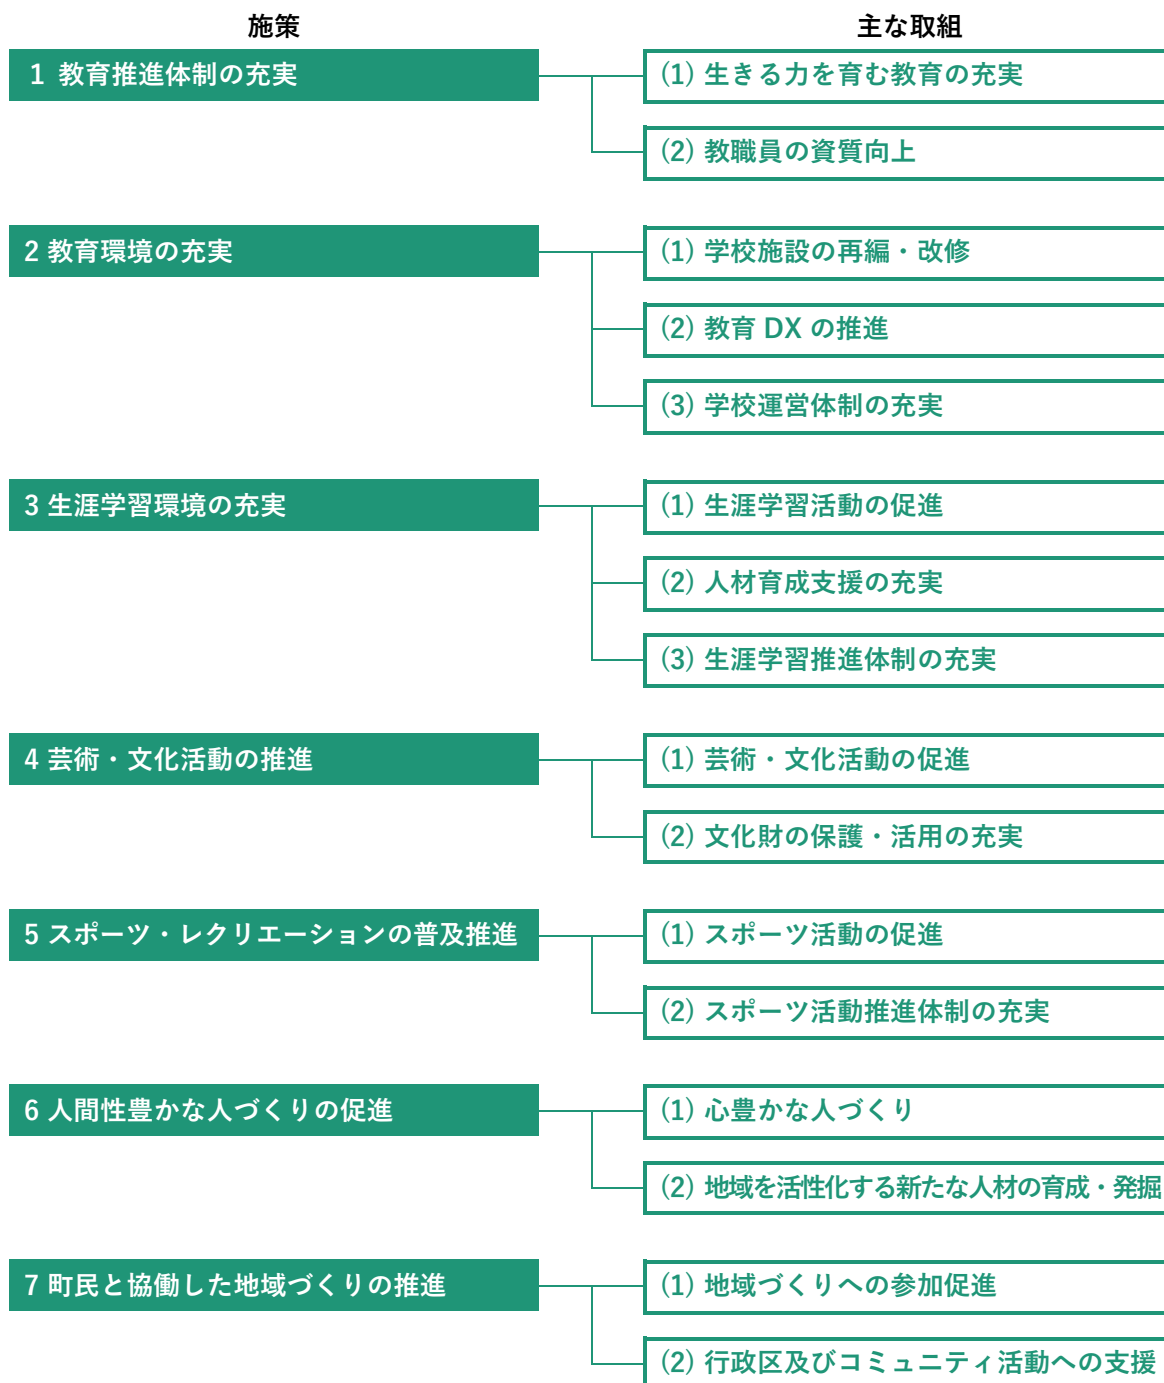 施策
主な取組
1 教育推進体制の充実
(1) 生きる力を育む教育の充実
(2) 教職員の資質向上
2 教育環境の充実
(1) 学校施設の再編・改修
(2) 教育 DX の推進
(3) 学校運営体制の充実
3 生涯学習環境の充実
(1) 生涯学習活動の促進
(2) 人材育成支援の充実
(3) 生涯学習推進体制の充実
4 芸術・文化活動の推進
(1) 芸術・文化活動の促進
(2) 文化財の保護・活用の充実
5 スポーツ・レクリエーションの普及推進
(1) スポーツ活動の促進
(2) スポーツ活動推進体制の充実
6 人間性豊かな人づくりの促進
(1) 心豊かな人づくり
(2) 地域を活性化する新たな人材の育成・発掘
7 町民と協働した地域づくりの推進
(1) 地域づくりへの参加促進
(2) 行政区及びコミュニティ活動への支援